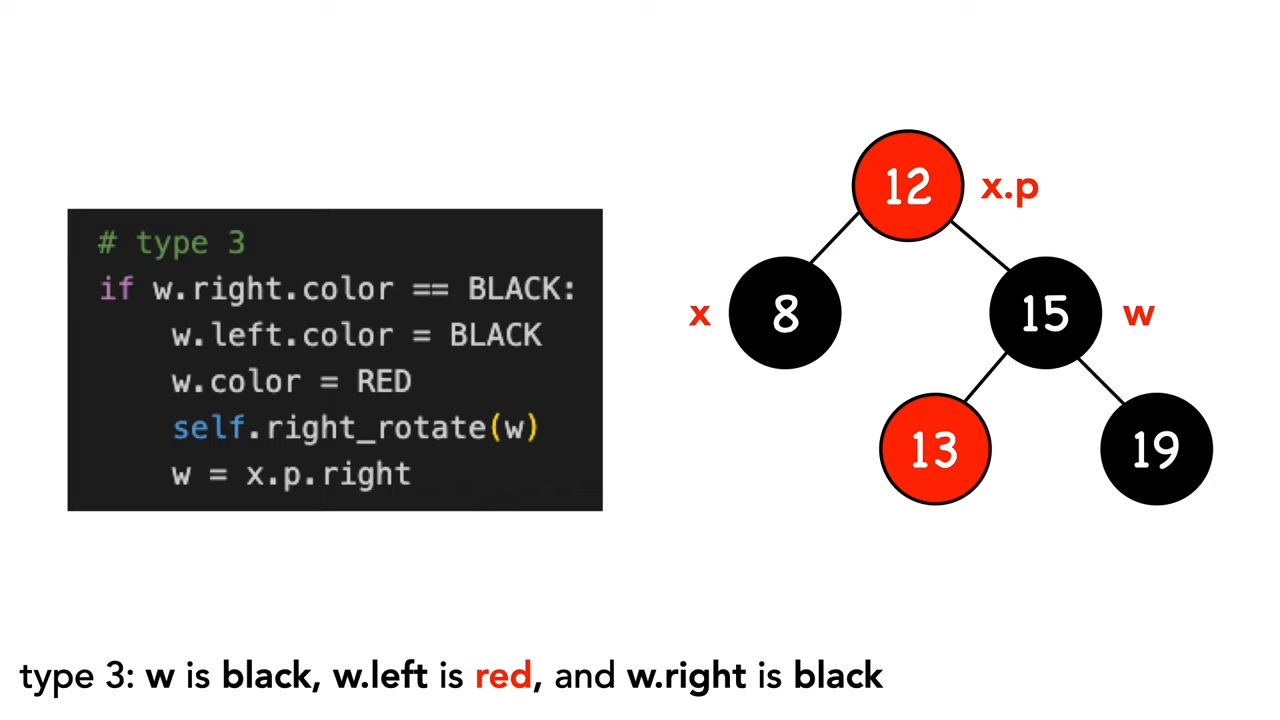 # type 3
if w.right.color == BLACK:
w.left.color = BLACK
w.color = RED
self.right_rotate(w)
w = x.p.right
12 x.p
x 8 15 w
13 19
type 3: w is black, w.left is red, and w.right is black